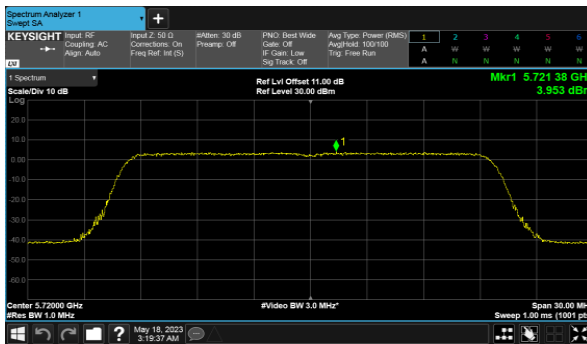 Spectrum Analyzer 1
Swept SA
+
KEYSIGHT Input: RF Input Z: 50 Ω #Atten: 30 dB PNO: Best Wide Avg Type: Power (RMS) 1 2 3 4 5 6
Coupling: AC Corrections: On Preamp: Off Gate: Off Avg|Hold: 100/100 A W W W W W
Align: Auto Freq Ref: Int (S) IF Gain: Low Trig: Free Run
Sig Track: Off A N N N N N
1 Spectrum Ref Lvl Offset 11.00 dB Mkr1 5.721 38 GHz
Scale/Div 10 dB Ref Level 30.00 dBm 3.953 dBm
Log
20.0
10.0
1
0.00
-10.0
-20.0
-30.0
-40.0
-50.0
-60.0
Center 5.72000 GHz #Video BW 3.0 MHz* Span 30.00 MHz
#Res BW 1.0 MHz Sweep 1.00 ms (1001 pts)
? May 18, 2023
3:19:37 AM